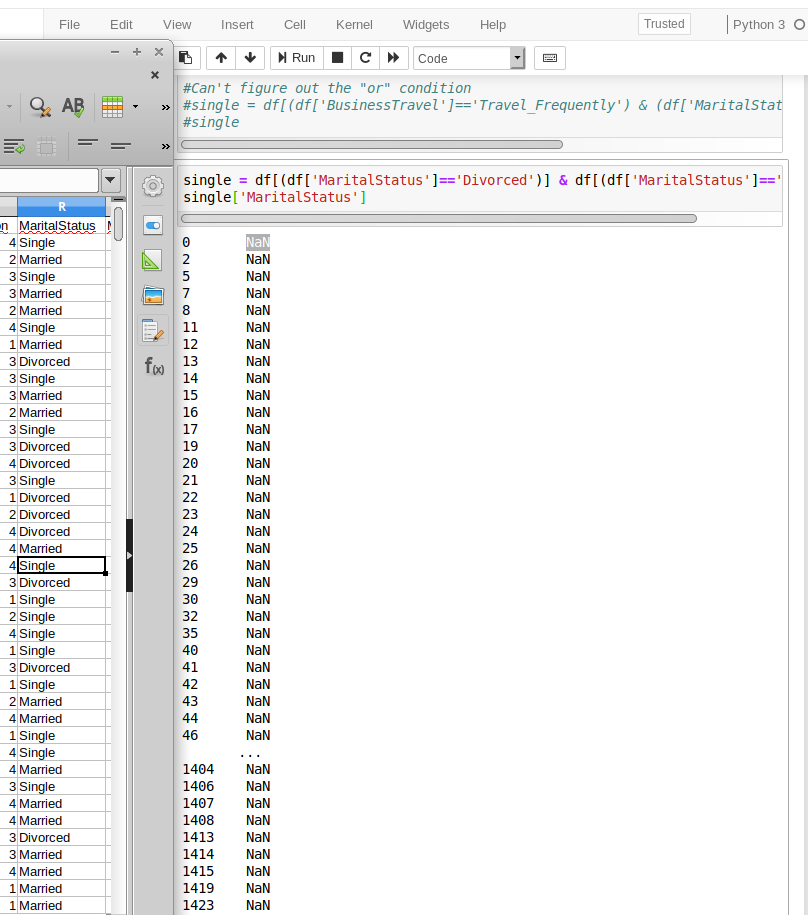 File Edit View Insert Cell Kernel Widgets Help Trusted Python 3
Run Code
#Can't figure out the "or" condition
#single = df[(df['BusinessTravel']=='Travel_Frequently') & (df['MaritalStat
#single
single = df[(df['MaritalStatus']=='Divorced')] & df[(df['MaritalStatus']=='
single['MaritalStatus']
AB
f(x)
R
on MaritalStatus
4 Single
2 Married
3 Single
3 Married
2 Married
4 Single
1 Married
3 Divorced
3 Single
3 Married
2 Married
3 Single
3 Divorced
4 Divorced
3 Single
1 Divorced
2 Divorced
4 Divorced
4 Married
4 Single
3 Divorced
1 Single
2 Single
4 Single
1 Single
3 Divorced
1 Single
2 Married
4 Married
1 Single
4 Single
4 Married
3 Single
4 Married
4 Married
3 Divorced
3 Married
4 Married
1 Married
1 Married
0 NaN
2 NaN
5 NaN
7 NaN
8 NaN
11 NaN
12 NaN
13 NaN
14 NaN
15 NaN
16 NaN
17 NaN
19 NaN
20 NaN
21 NaN
22 NaN
23 NaN
24 NaN
25 NaN
26 NaN
29 NaN
30 NaN
32 NaN
35 NaN
40 NaN
41 NaN
42 NaN
43 NaN
44 NaN
46 NaN
...
1404 NaN
1406 NaN
1407 NaN
1408 NaN
1413 NaN
1414 NaN
1415 NaN
1419 NaN
1423 NaN